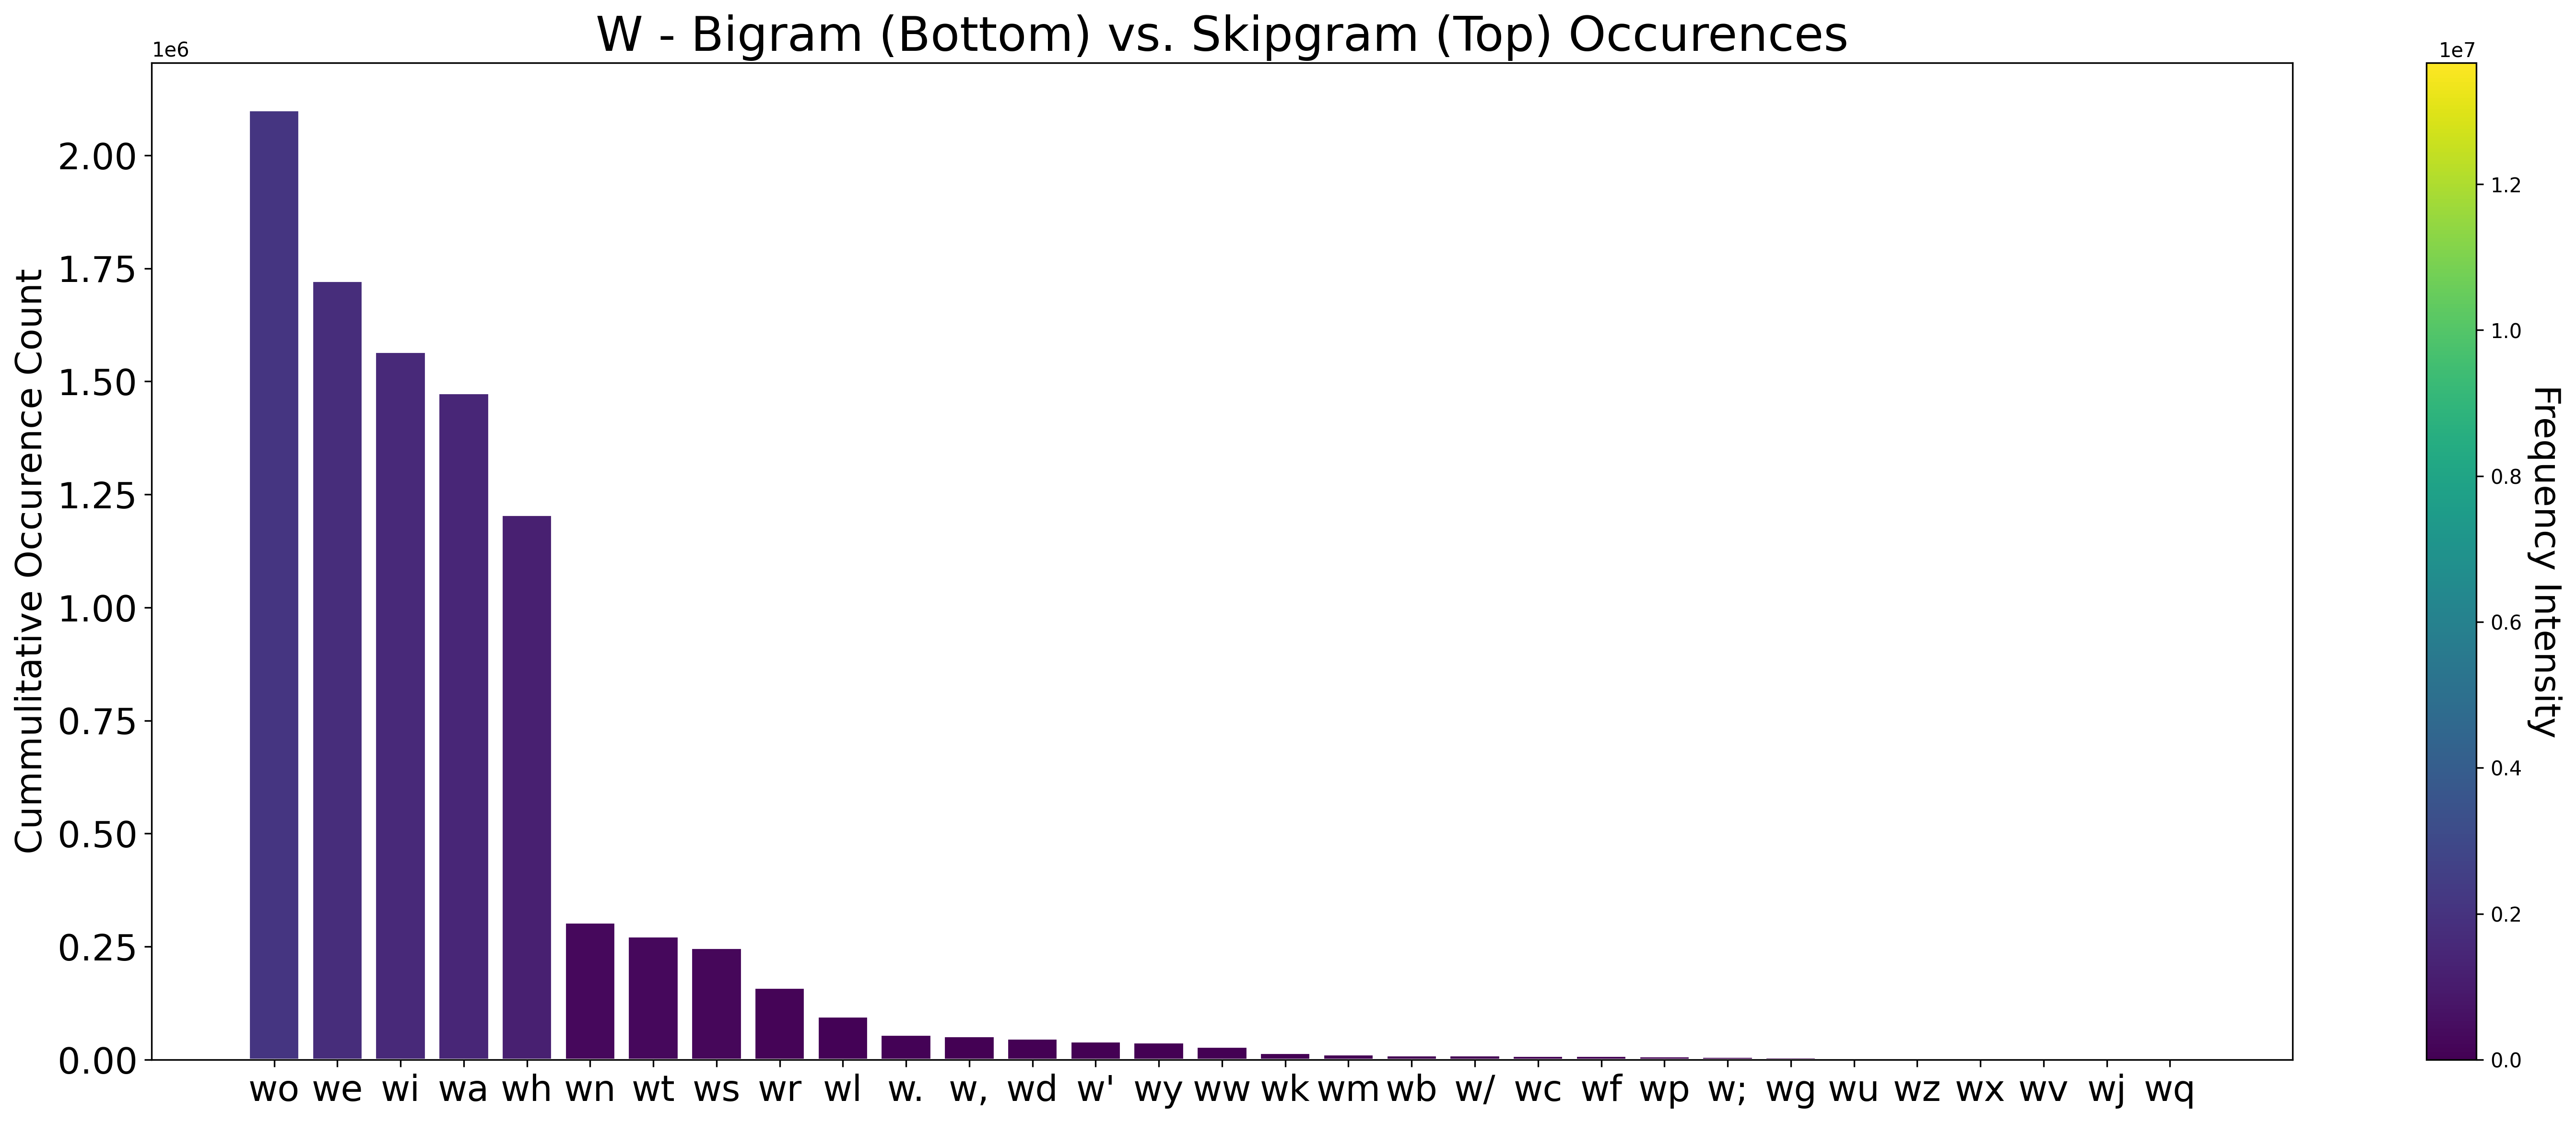 W - Bigram (Bottom) vs. Skipgram (Top) Occurences
1e6
1e7
Cummulitative Occurence Count
2.00
1.75
1.50
1.25
1.00
0.75
0.50
0.25
0.00
wo we wi wa wh wn wt ws wr wl w. w, wd w' wy ww wk wm wb w/ wc wf wp w; wg wu wz wx wv wj wq
1.2
1.0
0.8
0.6
0.4
0.2
0.0
Frequency Intensity